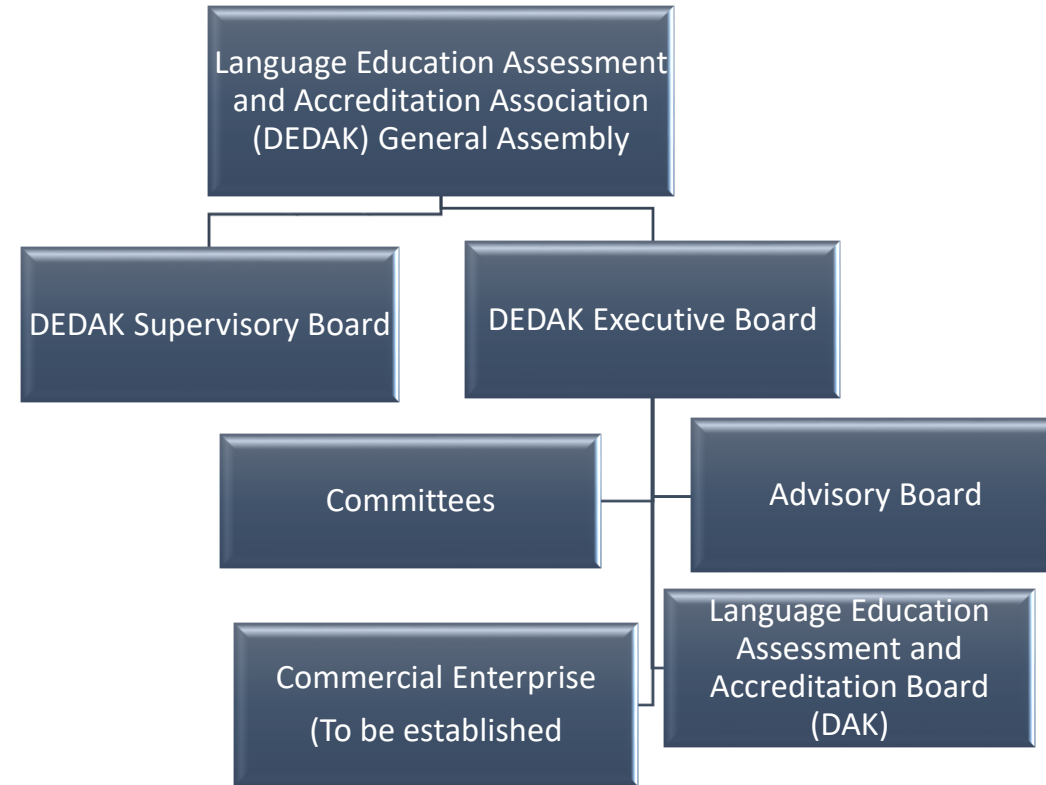 Language Education Assessment
and Accreditation Association
(DEDAK) General Assembly
DEDAK Supervisory Board
DEDAK Executive Board
Committees
Advisory Board
Commercial Enterprise
(To be established
Language Education
Assessment and
Accreditation Board
(DAK)